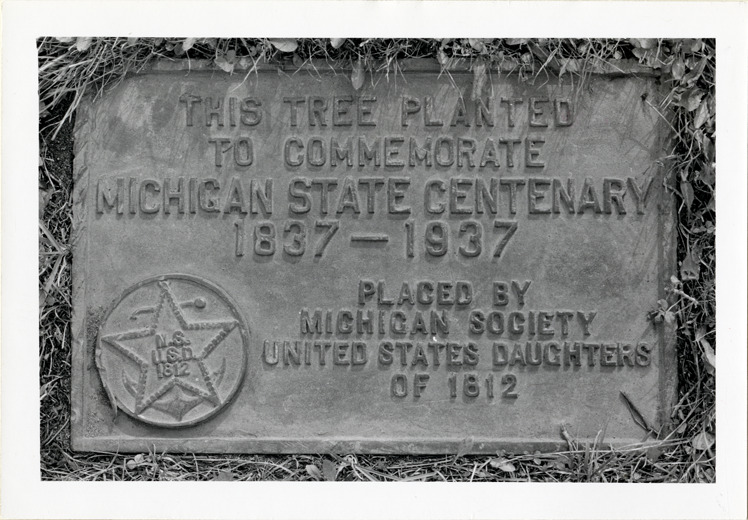 THIS TREE PLANTED
TO COMMEMORATE
MICHIGAN STATE CENTENARY
1837 — 1937
PLACED BY
MICHIGAN SOCIETY
UNITED STATES DAUGHTERS
OF 1812
N.S.
U.S.D.
1812